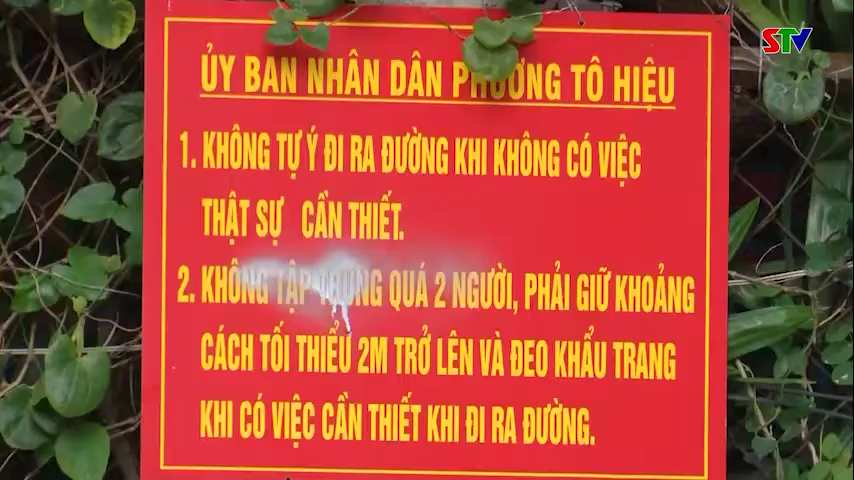 STV
ỦY BAN NHÂN DÂN PHƯỜNG TÔ HIỆU
1. KHÔNG TỰ Ý ĐI RA ĐƯỜNG KHI KHÔNG CÓ VIỆC
THẬT SỰ CẦN THIẾT.
2. KHÔNG TẬP TRUNG QUÁ 2 NGƯỜI, PHẢI GIỮ KHOẢNG
CÁCH TỐI THIỂU 2M TRỞ LÊN VÀ ĐEO KHẨU TRANG
KHI CÓ VIỆC CẦN THIẾT KHI ĐI RA ĐƯỜNG.